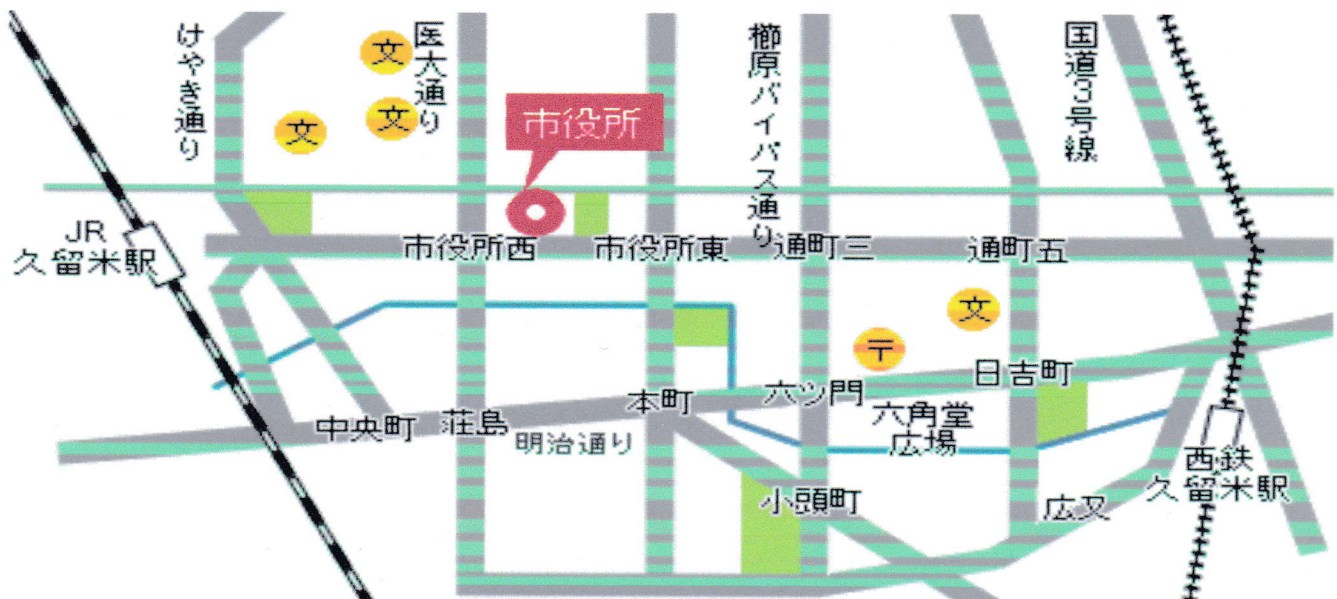 けやき通り
医大通り
櫛原バイパス通り
国道3号線
文
文
文
市役所
JR
久留米駅
市役所西
市役所東
通町三
通町五
文
〒
日吉町
六ツ門
本町
荘島
中央町
明治通り
六角堂
広場
小頭町
広又
西鉄
久留米駅